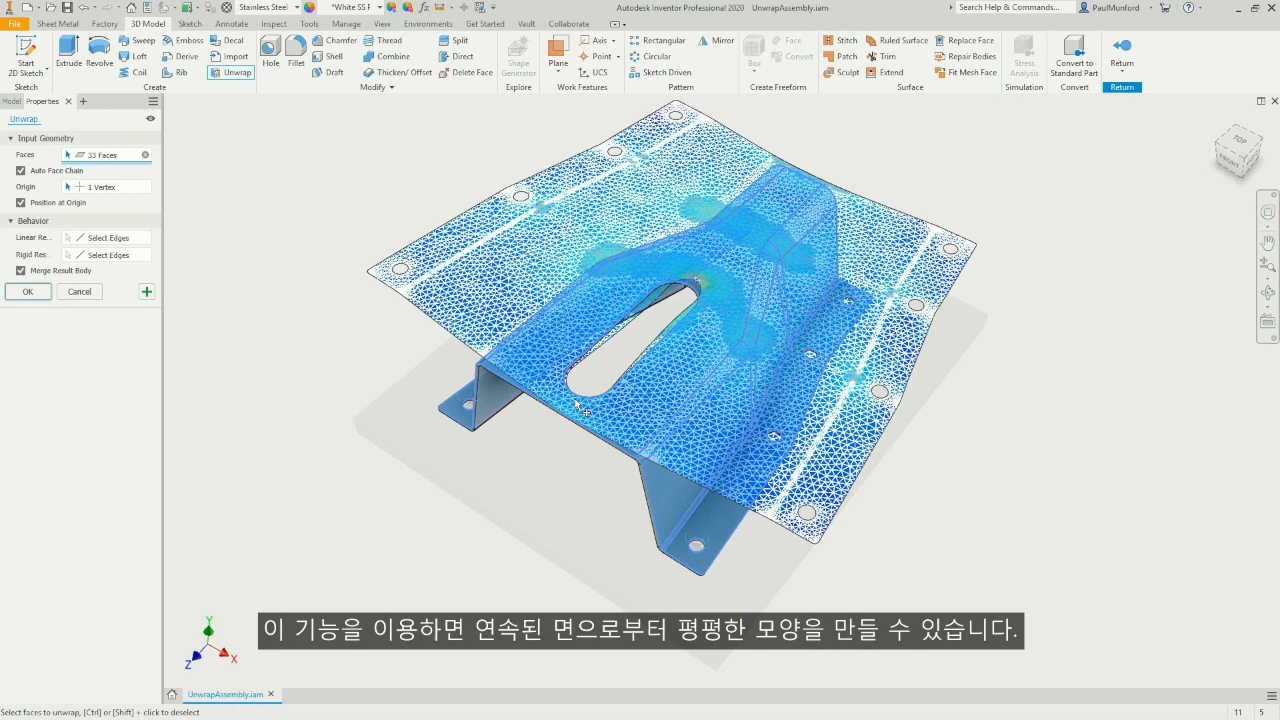 Stainless Steel
*White SS F
Autodesk Inventor Professional 2020 UnwrapAssembly.iam
Search Help & Commands...
PaulMunford
File Sheet Metal Factory 3D Model Sketch Annotate Inspect Tools Manage View Environments Get Started Vault Collaborate
Start 2D Sketch
Extrude
Revolve
Sweep Emboss Decal
Loft Derive Import
Coil Rib Unwrap
Hole
Fillet
Chamfer Thread Split
Shell Combine Direct
Draft Thicken/ Offset Delete Face
Shape Generator
Plane
Axis
Point
UCS
Rectangular Mirror
Circular
Sketch Driven
Box
Face
Convert
Stitch Ruled Surface Replace Face
Patch Trim Repair Bodies
Sculpt Extend Fit Mesh Face
Stress Analysis
Convert to Standard Part
Return
Sketch Create Modify Explore Work Features Pattern Create Freeform Surface Simulation Convert Return
Model Properties
Unwrap
Input Geometry
Faces 33 Faces
Auto Face Chain
Origin 1 Vertex
Position at Origin
Behavior
Linear Re... Select Edges
Rigid Res... Select Edges
Merge Result Body
OK Cancel
TOP
FRONT
Y
Z
X
이 기능을 이용하면 연속된 면으로부터 평평한 모양을 만들 수 있습니다.
UnwrapAssembly.iam
Select faces to unwrap, [Ctrl] or [Shift] + click to deselect
11 5